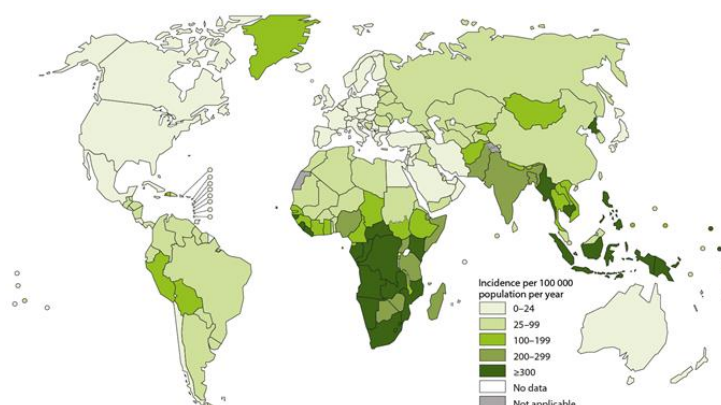 Incidence per 100 000
population per year
0–24
25–99
100–199
200–299
≥300
No data
Not applicable